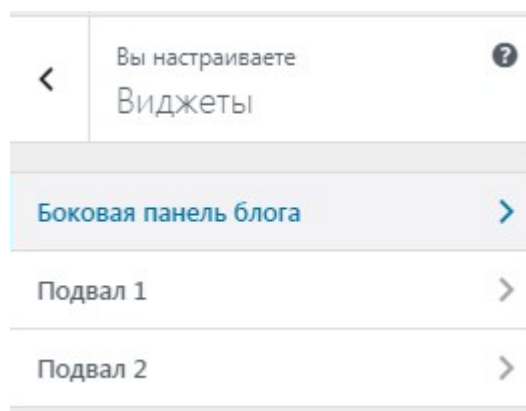 Вы настраиваете
Виджеты
Боковая панель блога
Подвал 1
Подвал 2